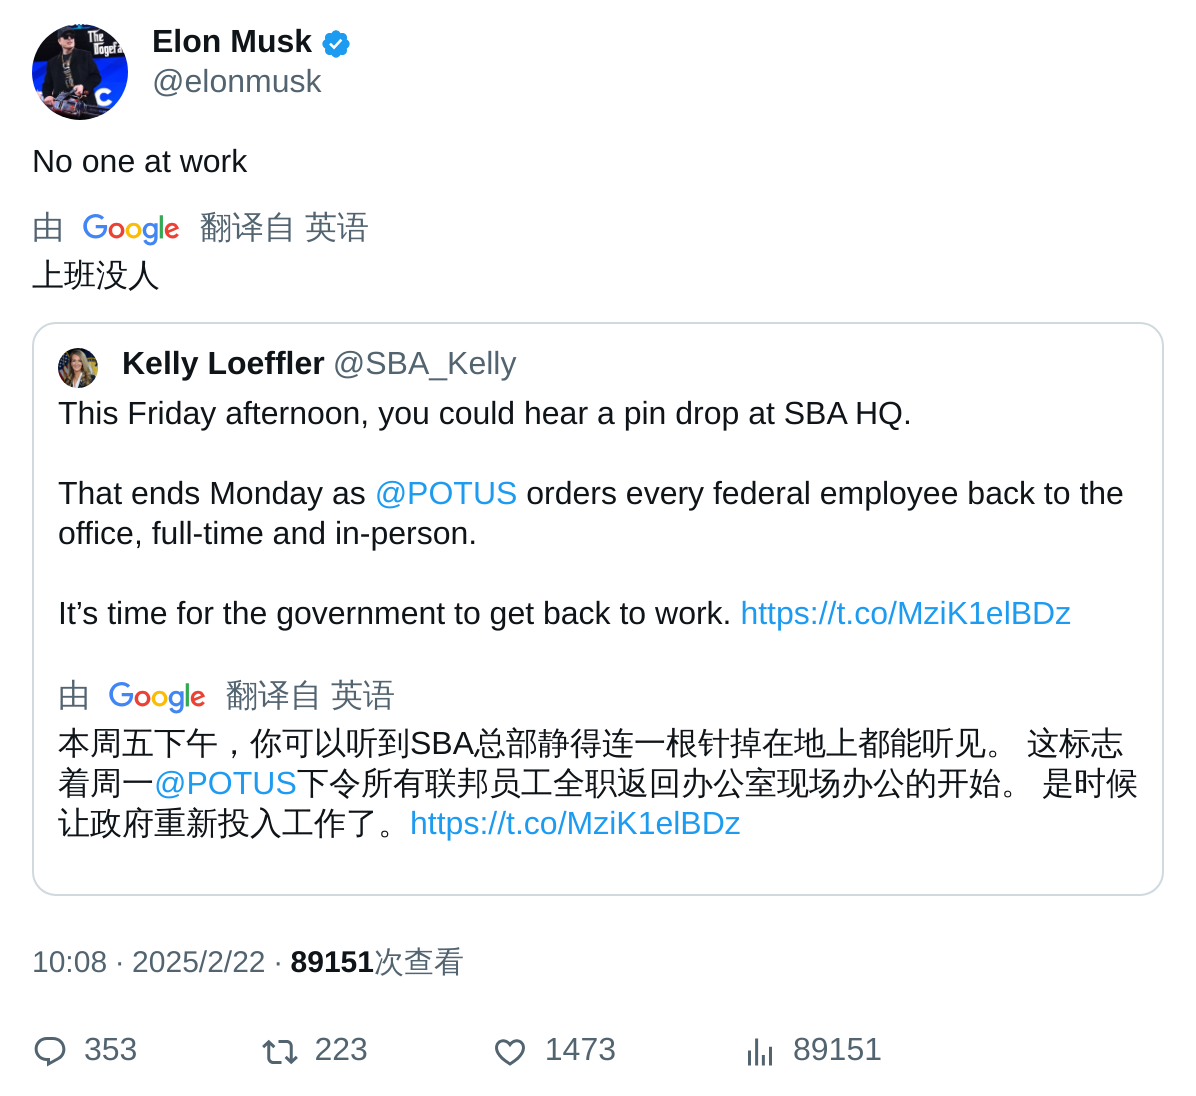 The
Dogefa
Elon Musk
@elonmusk
No one at work
由 Google 翻译自 英语
上班没人
Kelly Loeffler @SBA_Kelly
This Friday afternoon, you could hear a pin drop at SBA HQ.
That ends Monday as @POTUS orders every federal employee back to the
office, full-time and in-person.
It’s time for the government to get back to work. https://t.co/MziK1elBDz
由 Google 翻译自 英语
本周五下午，你可以听到SBA总部静得连一根针掉在地上都能听见。 这标志
着周一@POTUS下令所有联邦员工全职返回办公室现场办公的开始。 是时候
让政府重新投入工作了。https://t.co/MziK1elBDz
10:08 · 2025/2/22 · 89151次查看
353 223 1473 89151